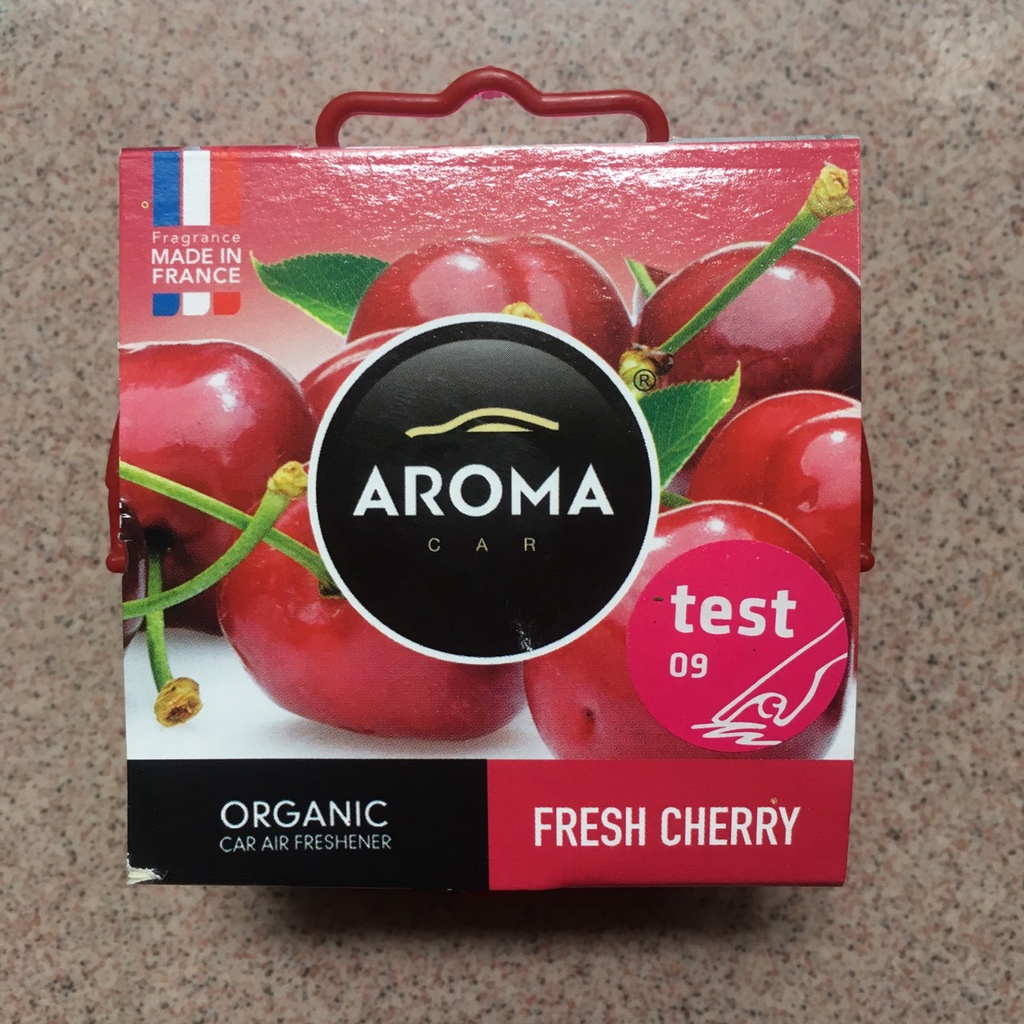 Fragrance
MADE IN
FRANCE
®
AROMA
CAR
test
09
ORGANIC
CAR AIR FRESHENER
FRESH CHERRY